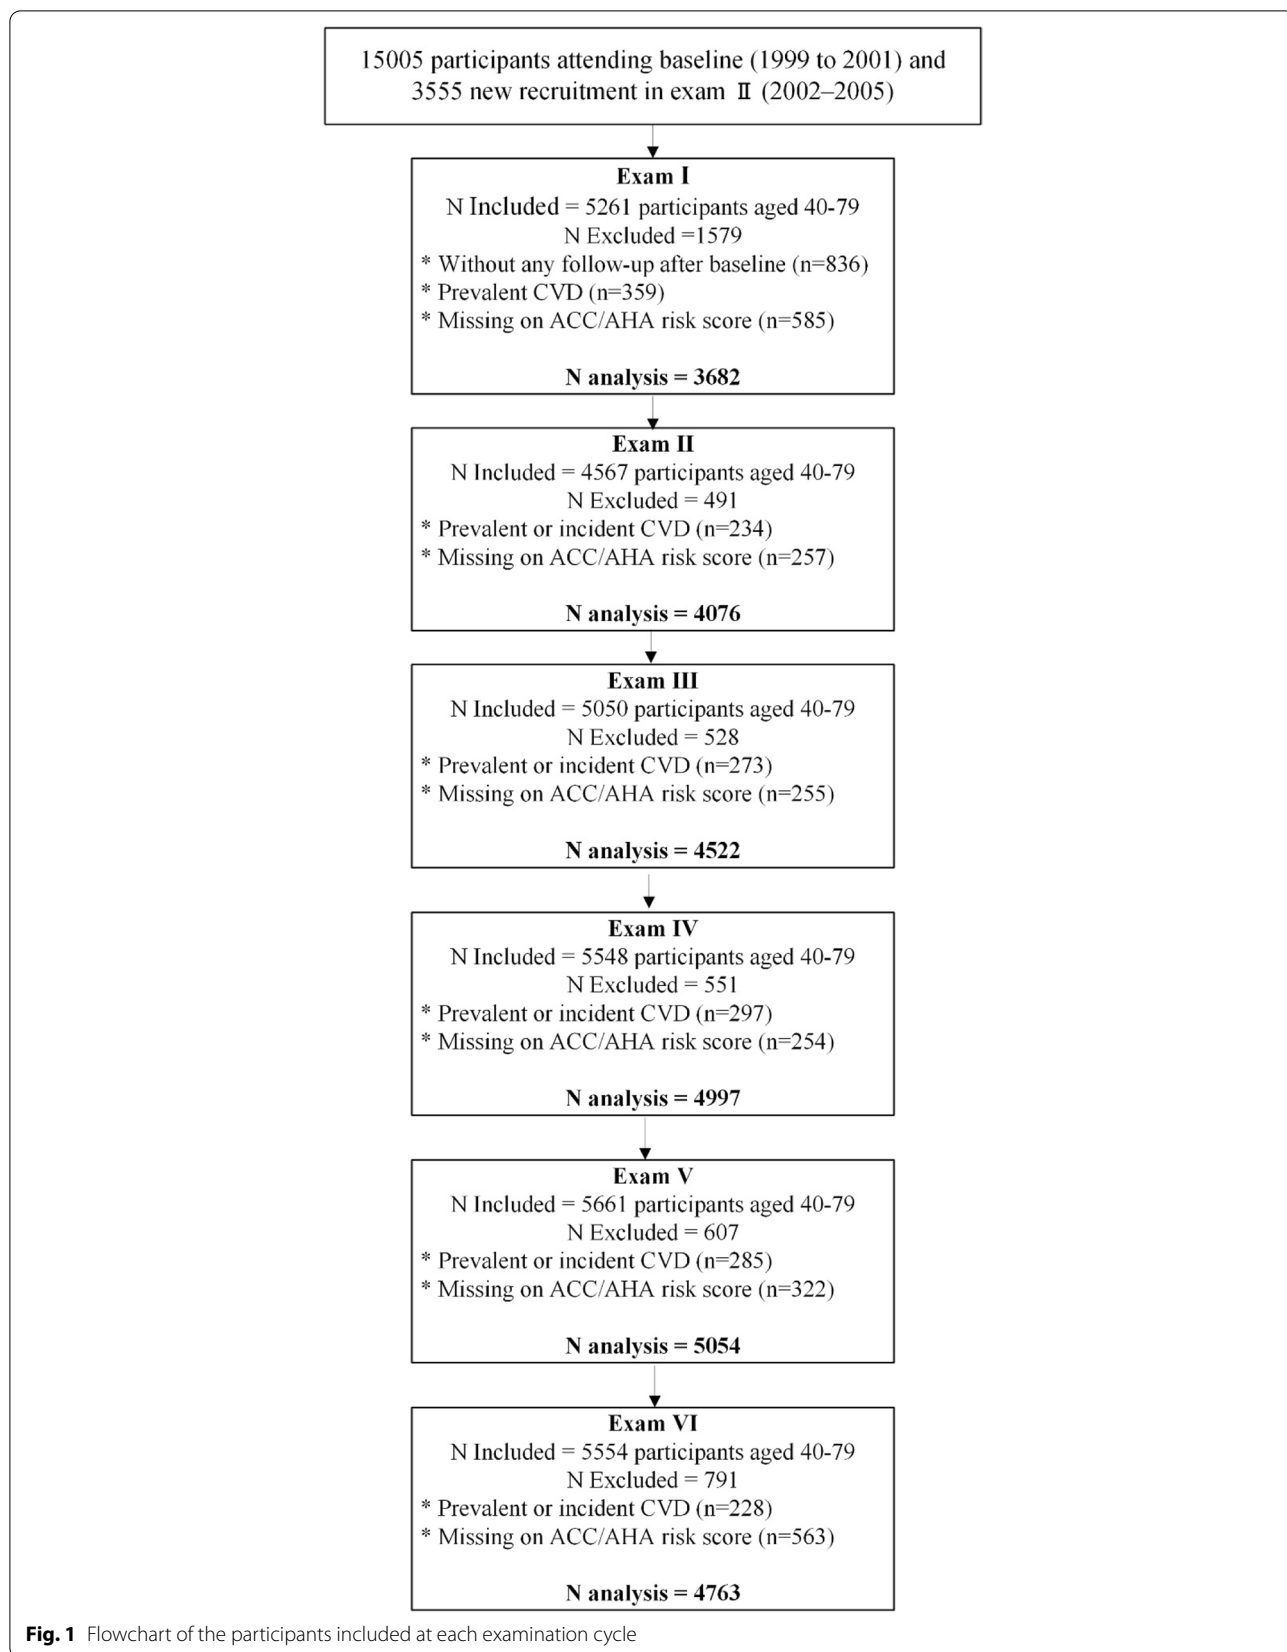 15005 participants attending baseline (1999 to 2001) and
3555 new recruitment in exam Ⅱ (2002–2005)
Exam I
N Included = 5261 participants aged 40-79
N Excluded =1579
* Without any follow-up after baseline (n=836)
* Prevalent CVD (n=359)
* Missing on ACC/AHA risk score (n=585)
N analysis = 3682
Exam II
N Included = 4567 participants aged 40-79
N Excluded = 491
* Prevalent or incident CVD (n=234)
* Missing on ACC/AHA risk score (n=257)
N analysis = 4076
Exam III
N Included = 5050 participants aged 40-79
N Excluded = 528
* Prevalent or incident CVD (n=273)
* Missing on ACC/AHA risk score (n=255)
N analysis = 4522
Exam IV
N Included = 5548 participants aged 40-79
N Excluded = 551
* Prevalent or incident CVD (n=297)
* Missing on ACC/AHA risk score (n=254)
N analysis = 4997
Exam V
N Included = 5661 participants aged 40-79
N Excluded = 607
* Prevalent or incident CVD (n=285)
* Missing on ACC/AHA risk score (n=322)
N analysis = 5054
Exam VI
N Included = 5554 participants aged 40-79
N Excluded = 791
* Prevalent or incident CVD (n=228)
* Missing on ACC/AHA risk score (n=563)
N analysis = 4763
Fig. 1 Flowchart of the participants included at each examination cycle